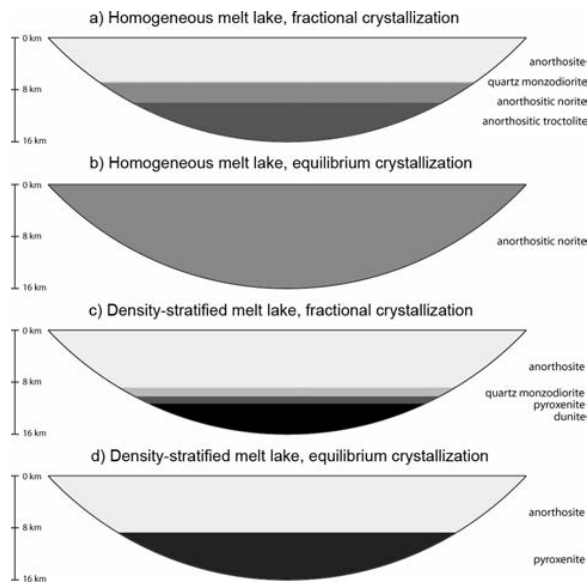 a) Homogeneous melt lake, fractional crystallization
0 km
anorthosite
quartz monzodiorite
8 km
anorthositic norite
anorthositic troctolite
16 km
b) Homogeneous melt lake, equilibrium crystallization
0 km
8 km
anorthositic norite
16 km
c) Density-stratified melt lake, fractional crystallization
0 km
anorthosite
8 km
quartz monzodiorite
pyroxenite
dunite
16 km
d) Density-stratified melt lake, equilibrium crystallization
0 km
anorthosite
8 km
pyroxenite
16 km